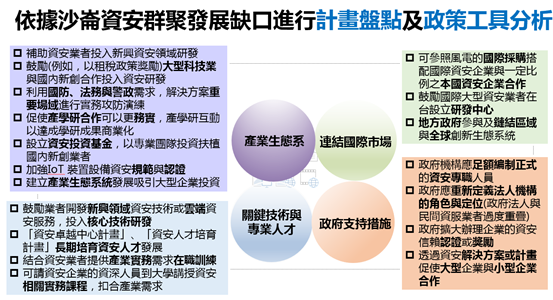 依據沙崙資安群聚發展缺口進行計畫盤點及政策工具分析
補助資安業者投入新興資安領域研發
鼓勵(例如，以租稅政策獎勵)大型科技業
與國內新創合作投入資安研發
利用國防、法務與警政需求，解決方案重
要場域進行實務攻防演練
促使產學研合作可以更務實，產學研互動
以達成學研成果商業化
設立資安投資基金，以專業團隊投資扶植
國內新創業者
加強IoT 裝置設備資安規範與認證
建立產業生態系統發展吸引大型企業投資
鼓勵業者開發新興領域資安技術或雲端資
安服務，投入核心技術研發
「資安卓越中心計畫」、「資安人才培育
計畫」長期培育資安人才發展
結合資安業者提供產業實務需求在職訓練
可請資安企業的資深人員到大學講授資安
相關實務課程，扣合產業需求
產業生態系
連結國際市場
關鍵技術與
專業人才
政府支持措施
可參照風電的國際採購搭
配國際資安企業與一定比
例之本國資安企業合作
鼓勵國際大型資安業者在
台設立研發中心
地方政府參與及鏈結區域
與全球創新生態系統
政府機構應足額編制正式
的資安專職人員
政府應重新定義法人機構
的角色與定位(政府法人與
民間資服業者過度重疊)
政府擴大辦理企業的資安
信賴認證或獎勵
透過資安解決方案或計畫
促使大型企業與小型企業
合作